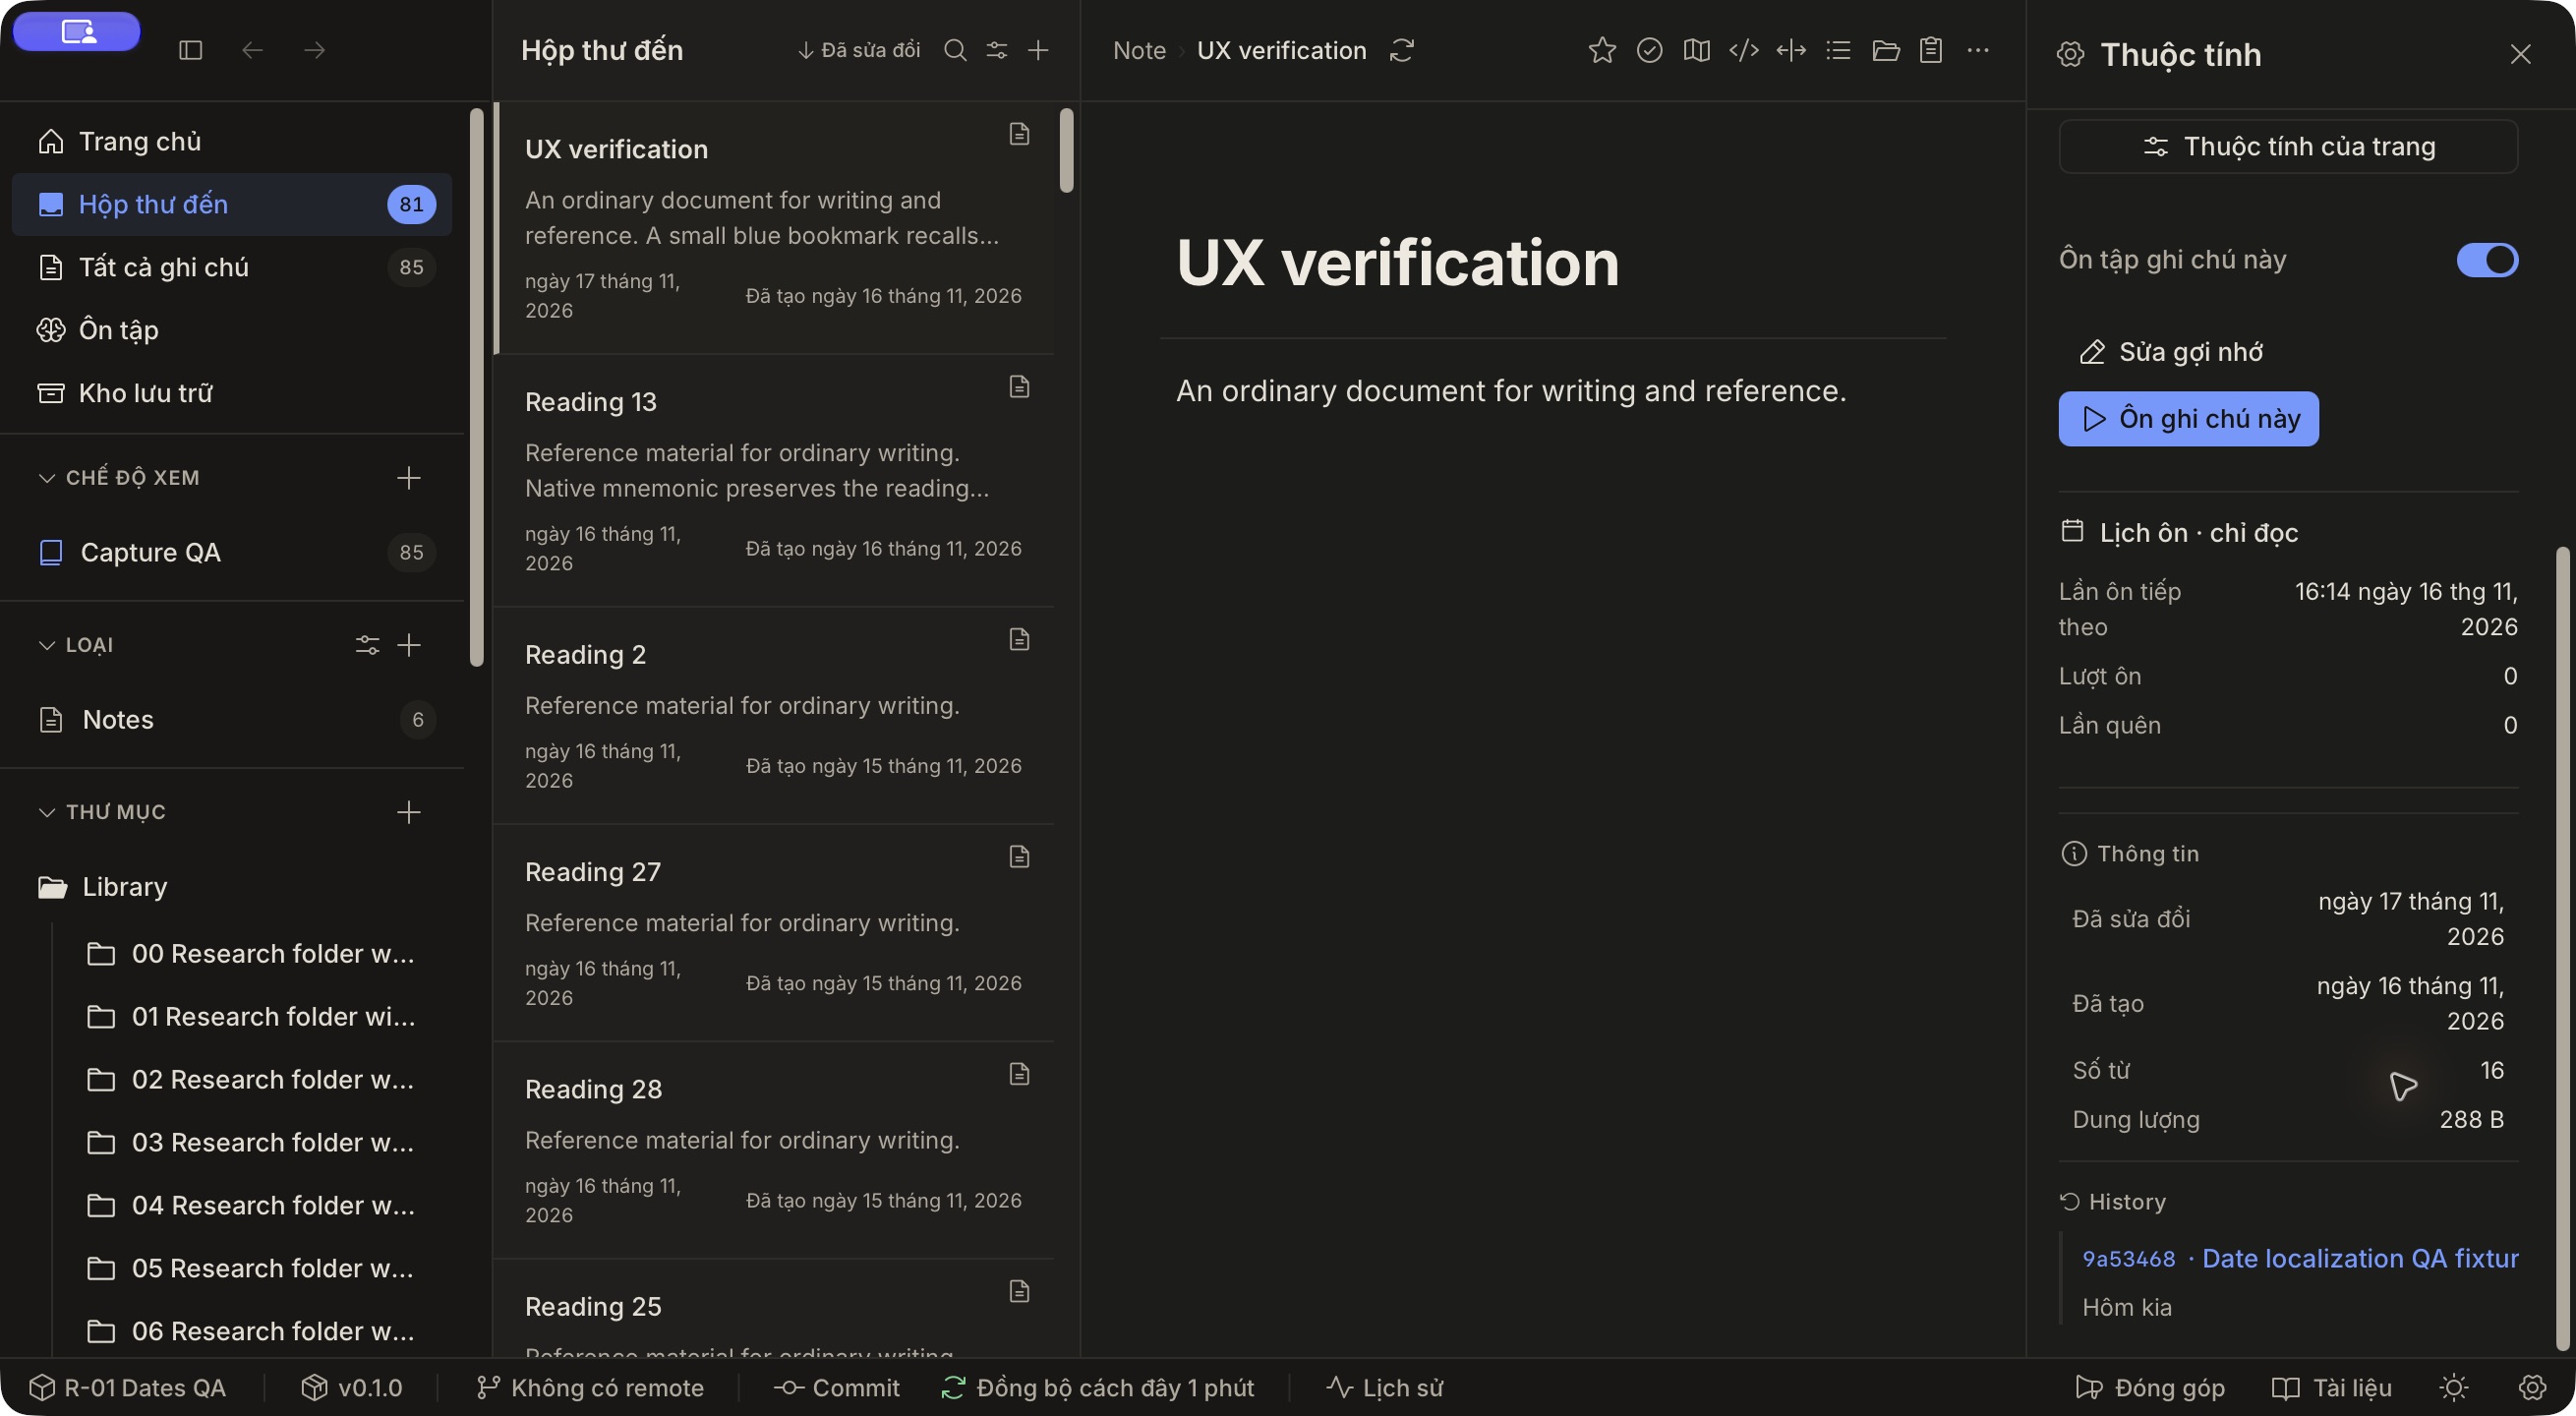 Trang chủ
Hộp thư đến
81
Tất cả ghi chú
85
Ôn tập
Kho lưu trữ
CHẾ ĐỘ XEM
Capture QA
85
LOẠI
Notes
6
THƯ MỤC
Library
00 Research folder w...
01 Research folder wi...
02 Research folder w...
03 Research folder w...
04 Research folder w...
05 Research folder w...
06 Research folder w...
Hộp thư đến
Đã sửa đổi
UX verification
An ordinary document for writing and
reference. A small blue bookmark recalls...
ngày 17 tháng 11,
2026
Đã tạo ngày 16 tháng 11, 2026
Reading 13
Reference material for ordinary writing.
Native mnemonic preserves the reading...
ngày 16 tháng 11,
2026
Đã tạo ngày 16 tháng 11, 2026
Reading 2
Reference material for ordinary writing.
ngày 16 tháng 11,
2026
Đã tạo ngày 15 tháng 11, 2026
Reading 27
Reference material for ordinary writing.
ngày 16 tháng 11,
2026
Đã tạo ngày 15 tháng 11, 2026
Reading 28
Reference material for ordinary writing.
ngày 16 tháng 11,
2026
Đã tạo ngày 15 tháng 11, 2026
Reading 25
Reference material for ordinary writing.
Note › UX verification
UX verification
An ordinary document for writing and reference.
Thuộc tính
Thuộc tính của trang
Ôn tập ghi chú này
Sửa gợi nhớ
Ôn ghi chú này
Lịch ôn · chỉ đọc
Lần ôn tiếp
theo
16:14 ngày 16 thg 11,
2026
Lượt ôn
0
Lần quên
0
Thông tin
Đã sửa đổi
ngày 17 tháng 11,
2026
Đã tạo
ngày 16 tháng 11,
2026
Số từ
16
Dung lượng
288 B
History
9a53468 · Date localization QA fixtur
Hôm kia
R-01 Dates QA
v0.1.0
Không có remote
Commit
Đồng bộ cách đây 1 phút
Lịch sử
Đóng góp
Tài liệu